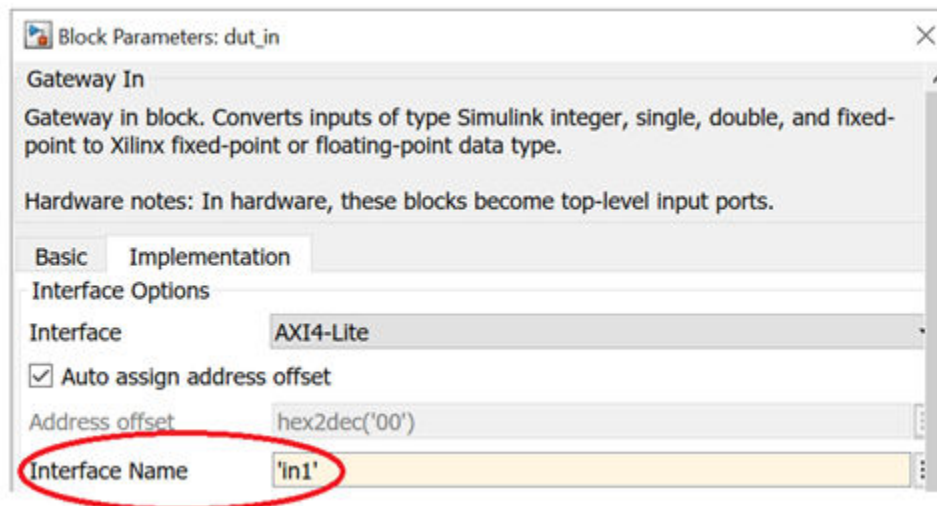 Block Parameters: dut_in
Gateway In
Gateway in block. Converts inputs of type Simulink integer, single, double, and fixed-
point to Xilinx fixed-point or floating-point data type.
Hardware notes: In hardware, these blocks become top-level input ports.
Basic Implementation
Interface Options
Interface AXI4-Lite
Auto assign address offset
Address offset hex2dec('00')
Interface Name 'in1'